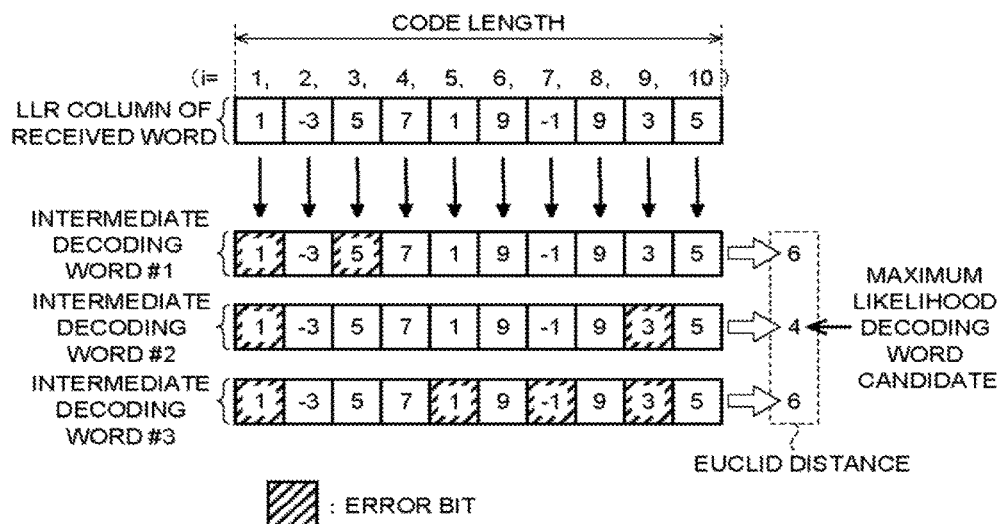 CODE LENGTH
(i= 1, 2, 3, 4, 5, 6, 7, 8, 9, 10 )
LLR COLUMN OF
RECEIVED WORD
1 -3 5 7 1 9 -1 9 3 5
INTERMEDIATE
DECODING
WORD #1
1 -3 5 7 1 9 -1 9 3 5
6
INTERMEDIATE
DECODING
WORD #2
1 -3 5 7 1 9 -1 9 3 5
4
MAXIMUM
LIKELIHOOD
DECODING
WORD
CANDIDATE
INTERMEDIATE
DECODING
WORD #3
1 -3 5 7 1 9 -1 9 3 5
6
EUCLID DISTANCE
: ERROR BIT